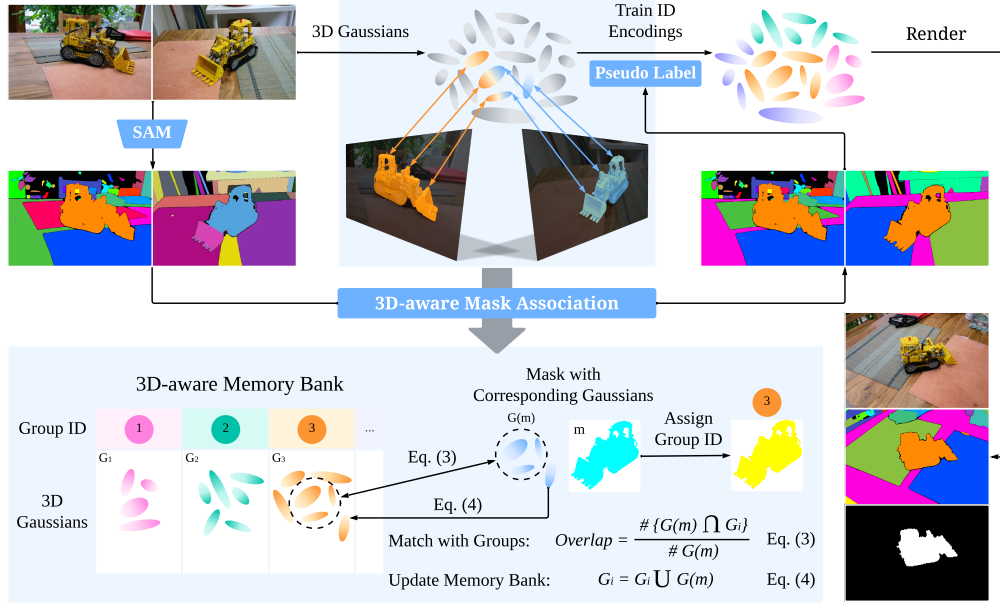 3D Gaussians
Train ID
Encodings
Pseudo Label
Render
SAM
3D-aware Mask Association
3D-aware Memory Bank
Group ID
1
2
3
...
3D
Gaussians
G1
G2
G3
Mask with
Corresponding Gaussians
G(m)
m
Assign
Group ID
3
Eq. (3)
Eq. (4)
Match with Groups: Overlap = # {G(m) ⋂ Gi} / # G(m) Eq. (3)
Update Memory Bank: Gi = Gi ⋃ G(m) Eq. (4)